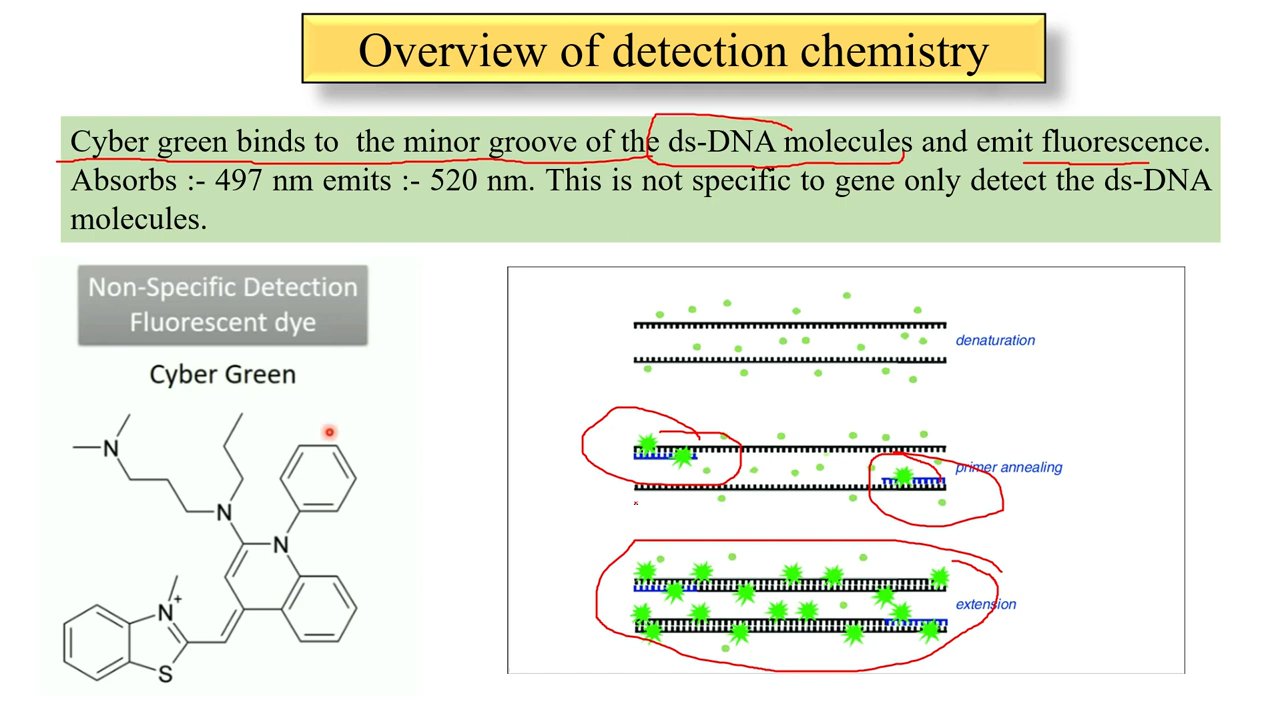 Overview of detection chemistry
Cyber green binds to the minor groove of the ds-DNA molecules and emit fluorescence.
Absorbs :- 497 nm emits :- 520 nm. This is not specific to gene only detect the ds-DNA
molecules.
Non-Specific Detection
Fluorescent dye
Cyber Green
N
N
N
N+
S
denaturation
primer annealing
extension